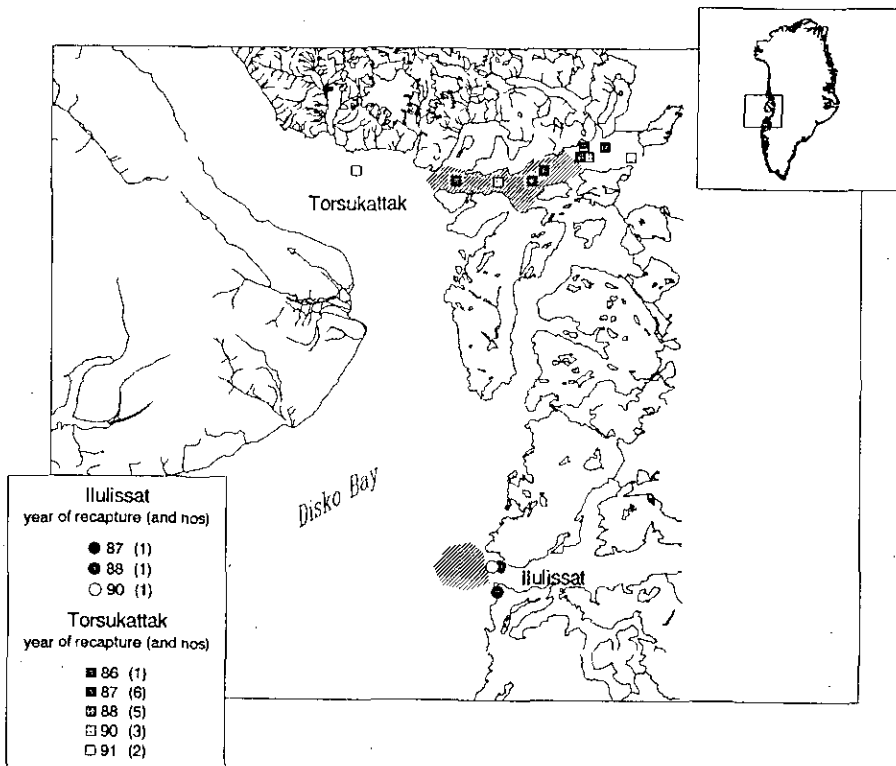 Torsukattak
Disko Bay
Ilulissat
Ilulissat
year of recapture (and nos)
87 (1)
88 (1)
90 (1)
Torsukattak
year of recapture (and nos)
86 (1)
87 (6)
88 (5)
90 (3)
91 (2)